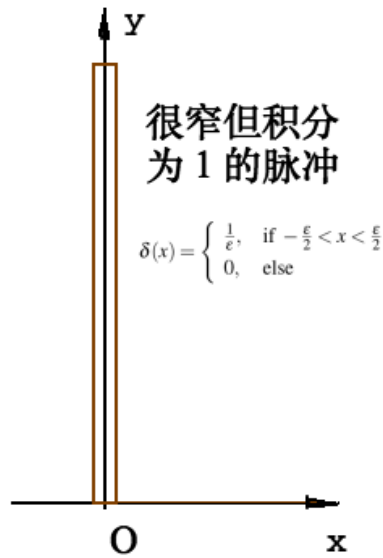 y
很窄但积分
为 1 的脉冲
δ(x) = { 1/ε, if −ε/2 < x < ε/2
0, else
O
x